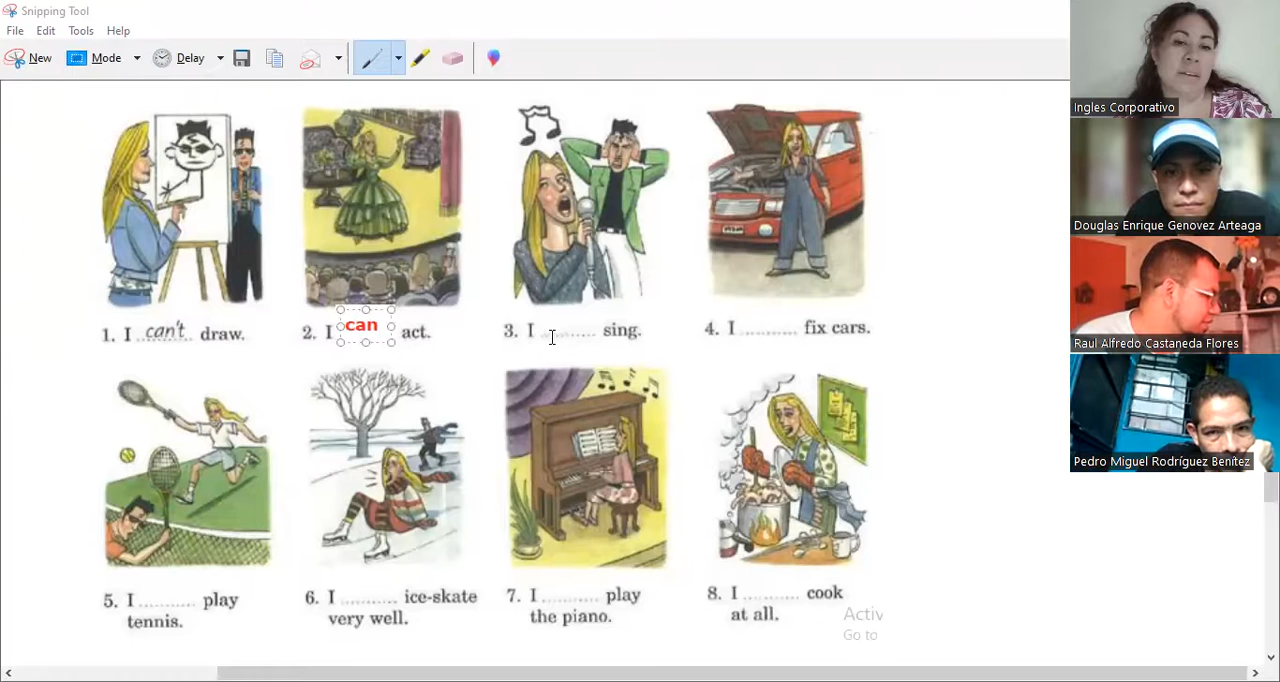 Snipping Tool
File Edit Tools Help
New Mode Delay
Ingles Corporativo
Douglas Enrique Genovez Arteaga
Raul Alfredo Castaneda Flores
Pedro Miguel Rodríguez Benítez
1. I can't draw.
2. I can act.
3. I .......... sing.
4. I .......... fix cars.
5. I .......... play
tennis.
6. I .......... ice-skate
very well.
7. I .......... play
the piano.
8. I .......... cook
at all.
Activ
Go to